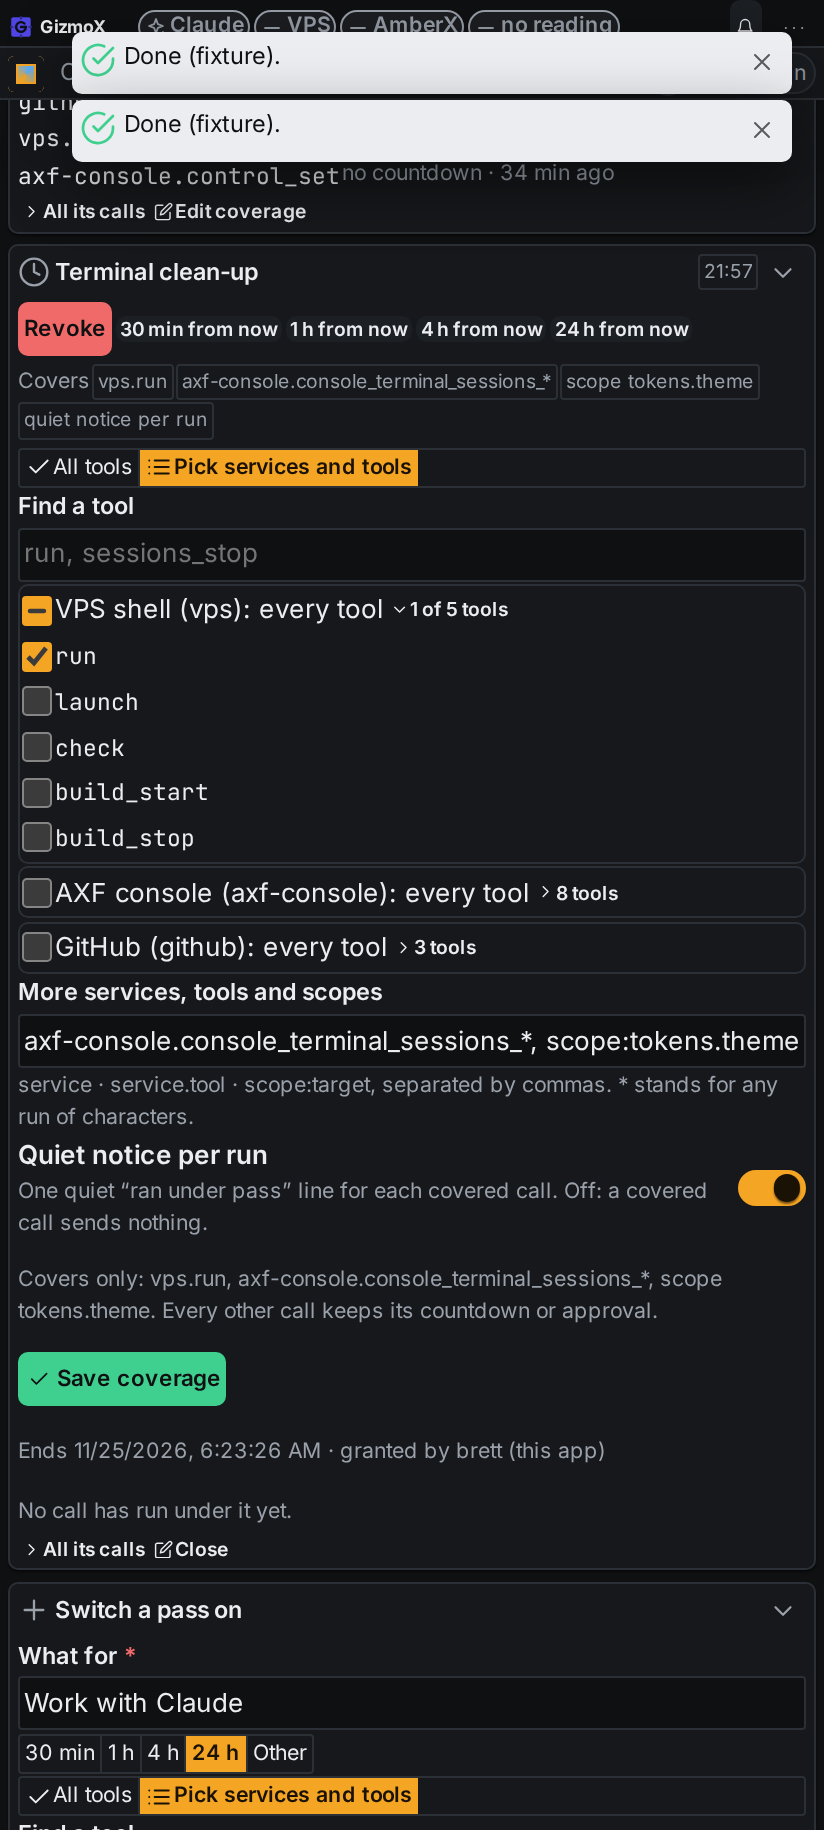 GizmoX
Claude
VPS
AmberX
no reading
Done (fixture).
Done (fixture).
vps.
axf-console.control_set no countdown · 34 min ago
All its calls Edit coverage
Terminal clean-up 21:57
Revoke 30 min from now 1 h from now 4 h from now 24 h from now
Covers vps.run axf-console.console_terminal_sessions_* scope tokens.theme
quiet notice per run
All tools Pick services and tools
Find a tool
run, sessions_stop
VPS shell (vps): every tool 1 of 5 tools
run
launch
check
build_start
build_stop
AXF console (axf-console): every tool 8 tools
GitHub (github): every tool 3 tools
More services, tools and scopes
axf-console.console_terminal_sessions_*, scope:tokens.theme
service · service.tool · scope:target, separated by commas. * stands for any
run of characters.
Quiet notice per run
One quiet “ran under pass” line for each covered call. Off: a covered
call sends nothing.
Covers only: vps.run, axf-console.console_terminal_sessions_*, scope
tokens.theme. Every other call keeps its countdown or approval.
Save coverage
Ends 11/25/2026, 6:23:26 AM · granted by brett (this app)
No call has run under it yet.
All its calls Close
Switch a pass on
What for *
Work with Claude
30 min 1 h 4 h 24 h Other
All tools Pick services and tools
Find a tool